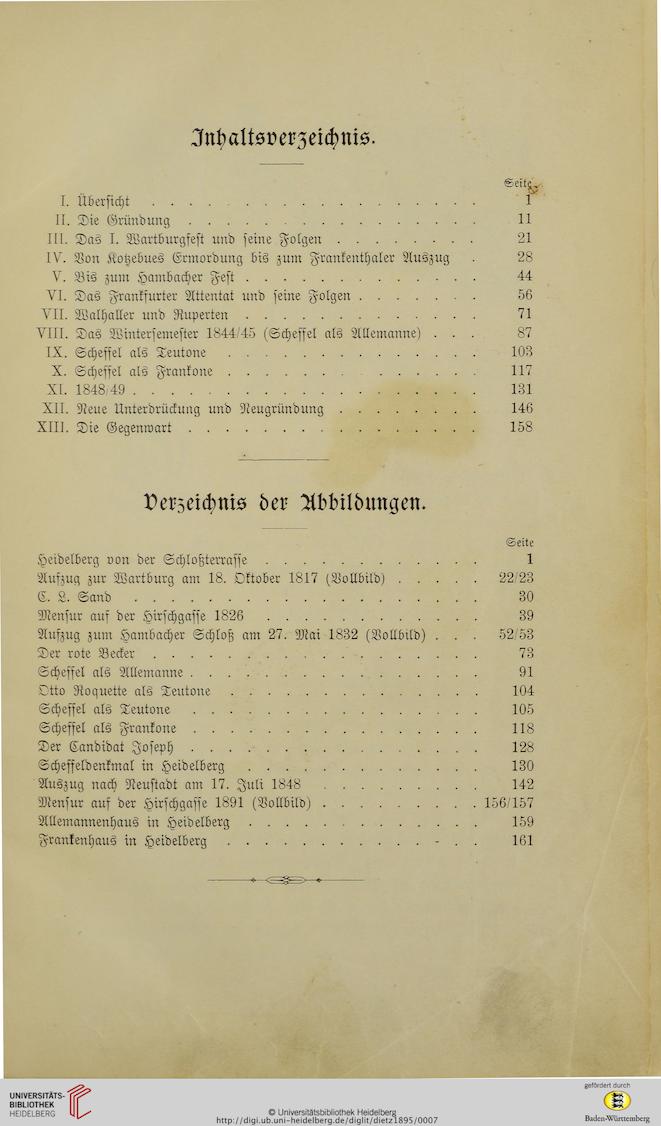 Inhaltsverzeichnis.
Seite
I. Übersicht . . . . . . . . . . . . . . . . . . 1
II. Die Gründung . . . . . . . . . . . . . . . . 11
III. Das I. Wartburgfest und seine Folgen . . . . . . . . 21
IV. Von Kotzebues Ermordung bis zum Frankenthaler Auszug . 28
V. Bis zum Hambacher Fest . . . . . . . . . . . . . 44
VI. Das Frankfurter Attentat und seine Folgen . . . . . . . 56
VII. Walhaller und Ruperten . . . . . . . . . . . . . 71
VIII. Das Wintersemester 1844/45 (Scheffel als Allemanne) . . . 87
IX. Scheffel als Teutone . . . . . . . . . . . . . . 103
X. Scheffel als Frankone . . . . . . . . . . . . . . 117
XI. 1848/49 . . . . . . . . . . . . . . . . . . . 131
XII. Neue Unterdrückung und Neugründung . . . . . . . . 146
XIII. Die Gegenwart . . . . . . . . . . . . . . . . 158
Verzeichnis der Abbildungen.
Seite
Heidelberg von der Schloßterrasse . . . . . . . . . . . . 1
Aufzug zur Wartburg am 18. Oktober 1817 (Vollbild) . . . . . 22/23
C. L. Sand . . . . . . . . . . . . . . . . . . . 30
Mensur auf der Hirschgasse 1826 . . . . . . . . . . . . 39
Aufzug zum Hambacher Schloß am 27. Mai 1832 (Vollbild) . . . 52/53
Der rote Becker . . . . . . . . . . . . . . . . . . 73
Scheffel als Allemanne . . . . . . . . . . . . . . . . 91
Otto Roquette als Teutone . . . . . . . . . . . . . . 104
Scheffel als Teutone . . . . . . . . . . . . . . . . 105
Scheffel als Frankone . . . . . . . . . . . . . . . . 118
Der Candidat Joseph . . . . . . . . . . . . . . . . 128
Scheffeldenkmal in Heidelberg . . . . . . . . . . . . . 130
Auszug nach Neustadt am 17. Juli 1848 . . . . . . . . . 142
Mensur auf der Hirschgasse 1891 (Vollbild) . . . . . . . . . 156/157
Allemannenhaus in Heidelberg . . . . . . . . . . . . . 159
Frankenhaus in Heidelberg . . . . . . . . . . . . . . 161
UNIVERSITÄTS-
BIBLIOTHEK
HEIDELBERG
© Universitätsbibliothek Heidelberg
http://digi.ub.uni-heidelberg.de/diglit/dietz1895/0007
gefördert durch
Baden-Württemberg